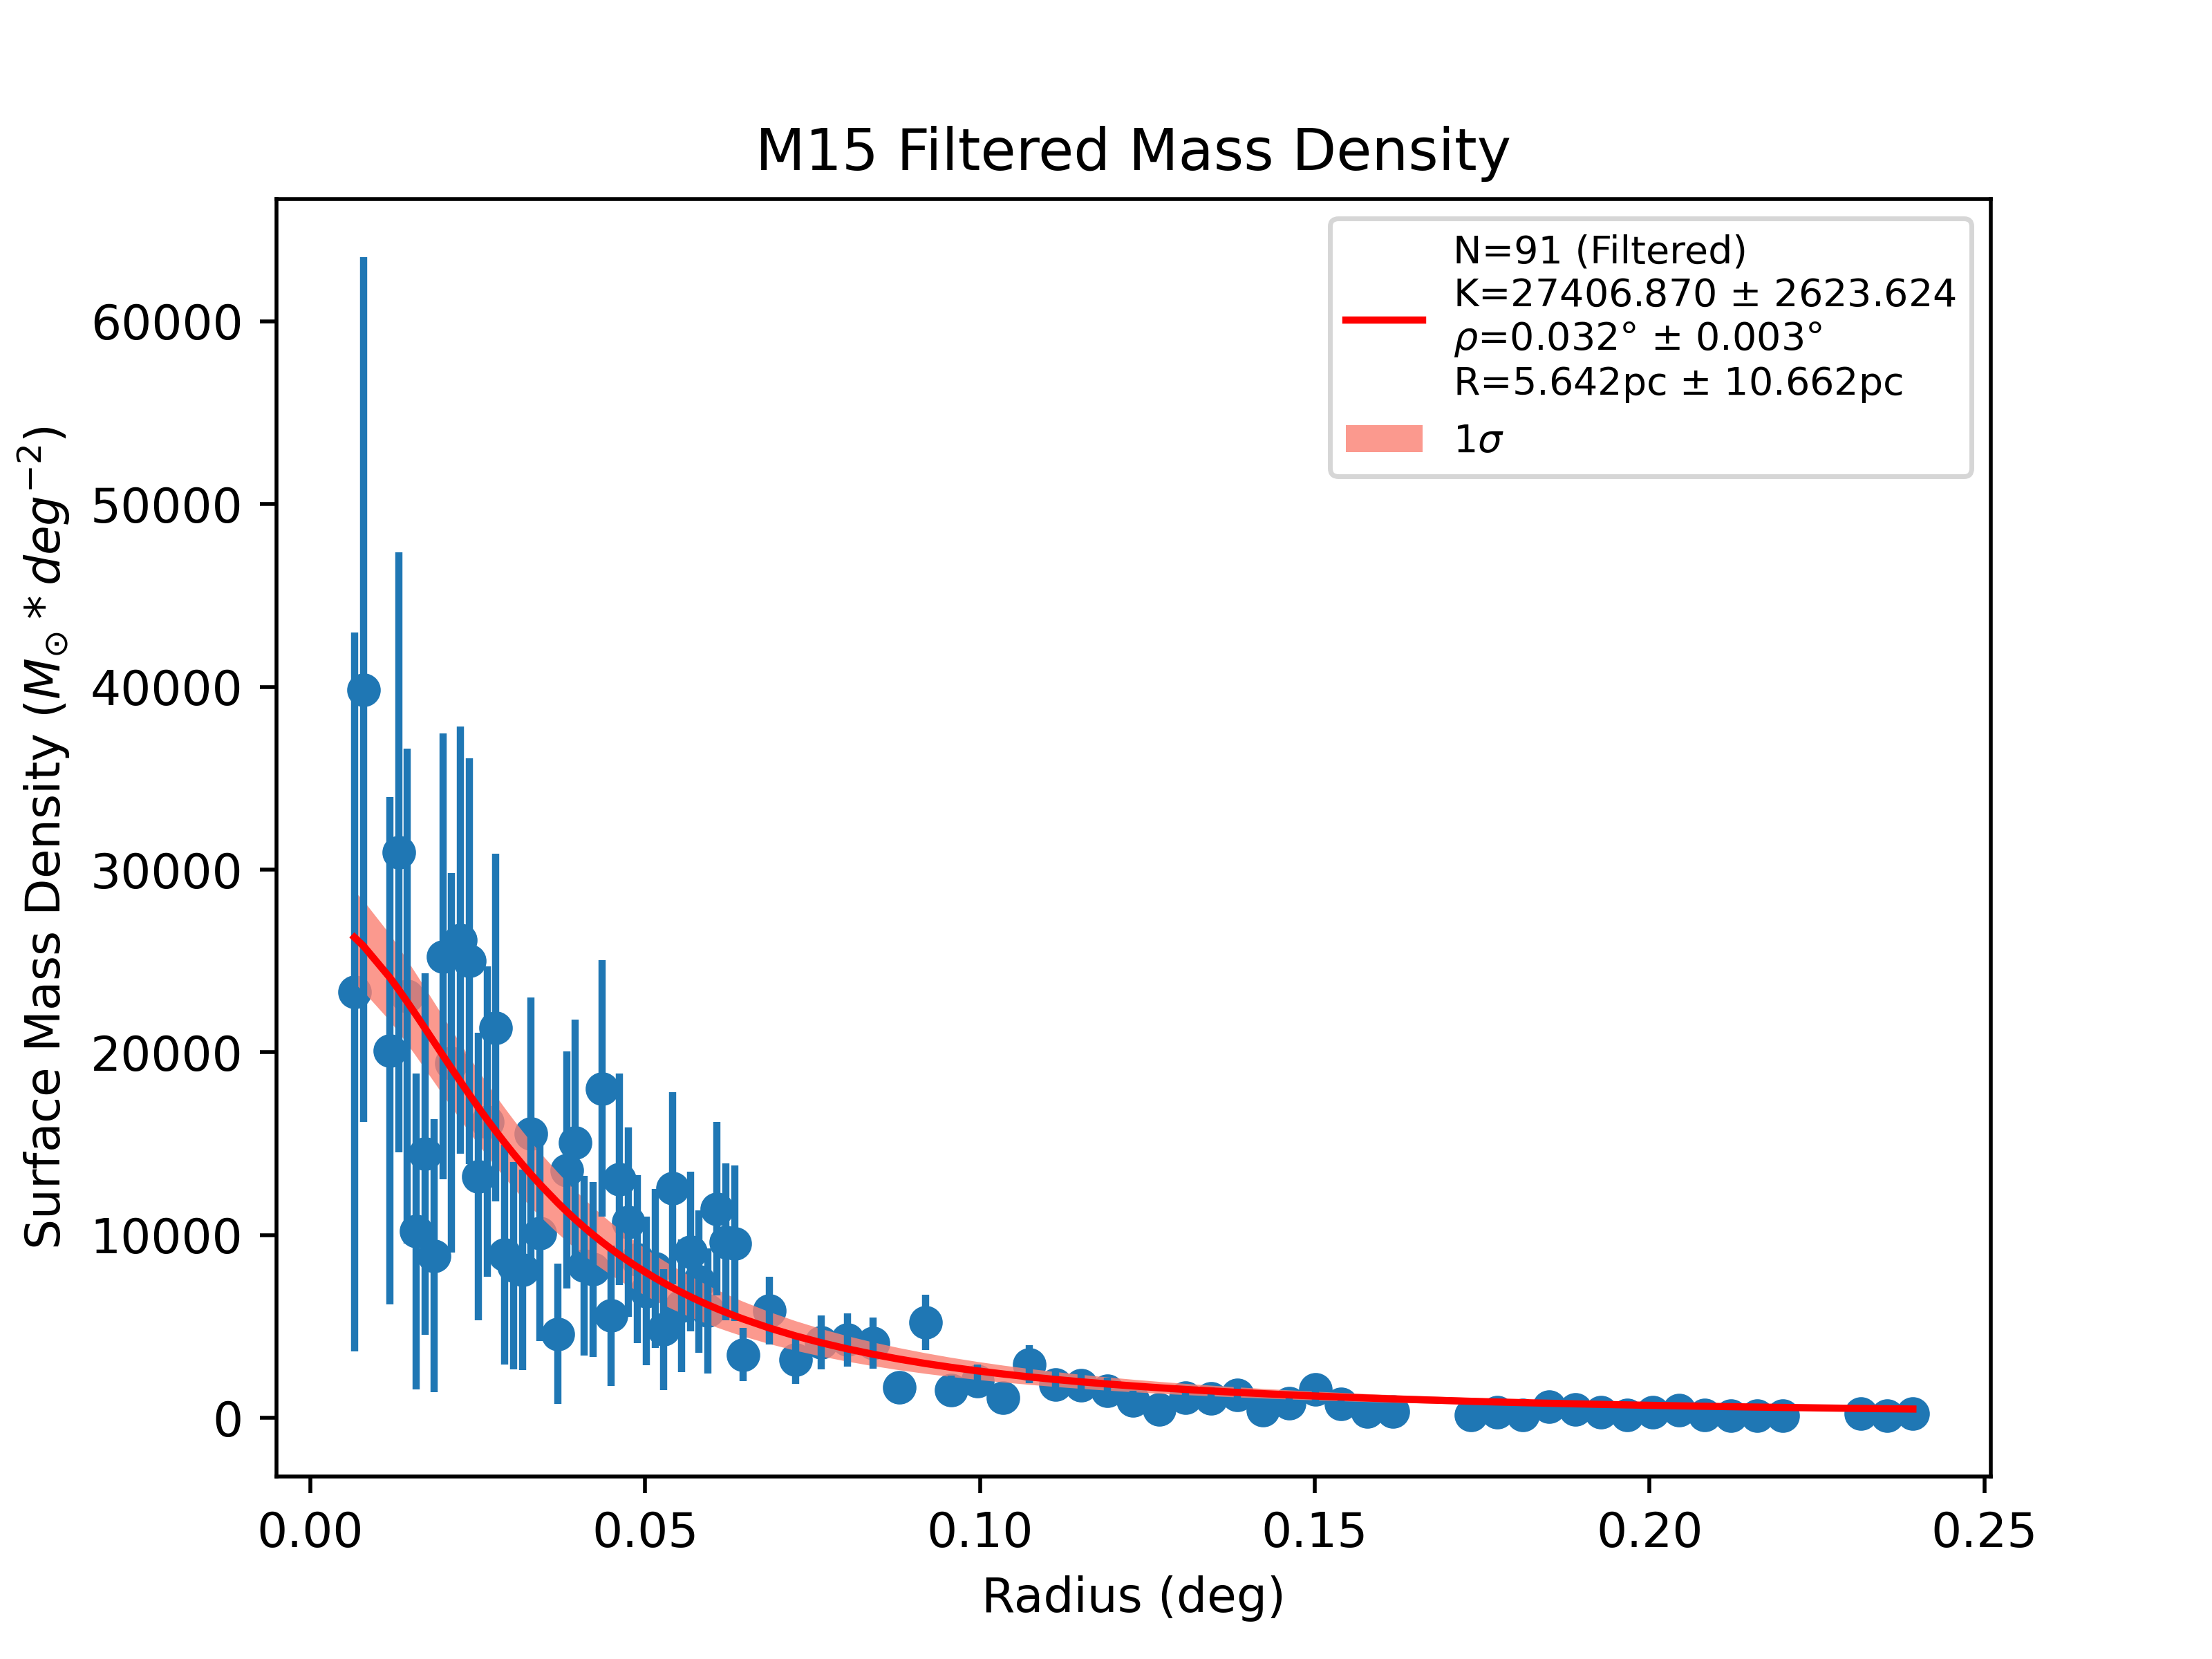 M15 Filtered Mass Density
N=91 (Filtered)
K=27406.870 ± 2623.624
ρ=0.032° ± 0.003°
R=5.642pc ± 10.662pc
1σ
Surface Mass Density (M⊙ * deg⁻²)
60000
50000
40000
30000
20000
10000
0
0.00 0.05 0.10 0.15 0.20 0.25
Radius (deg)